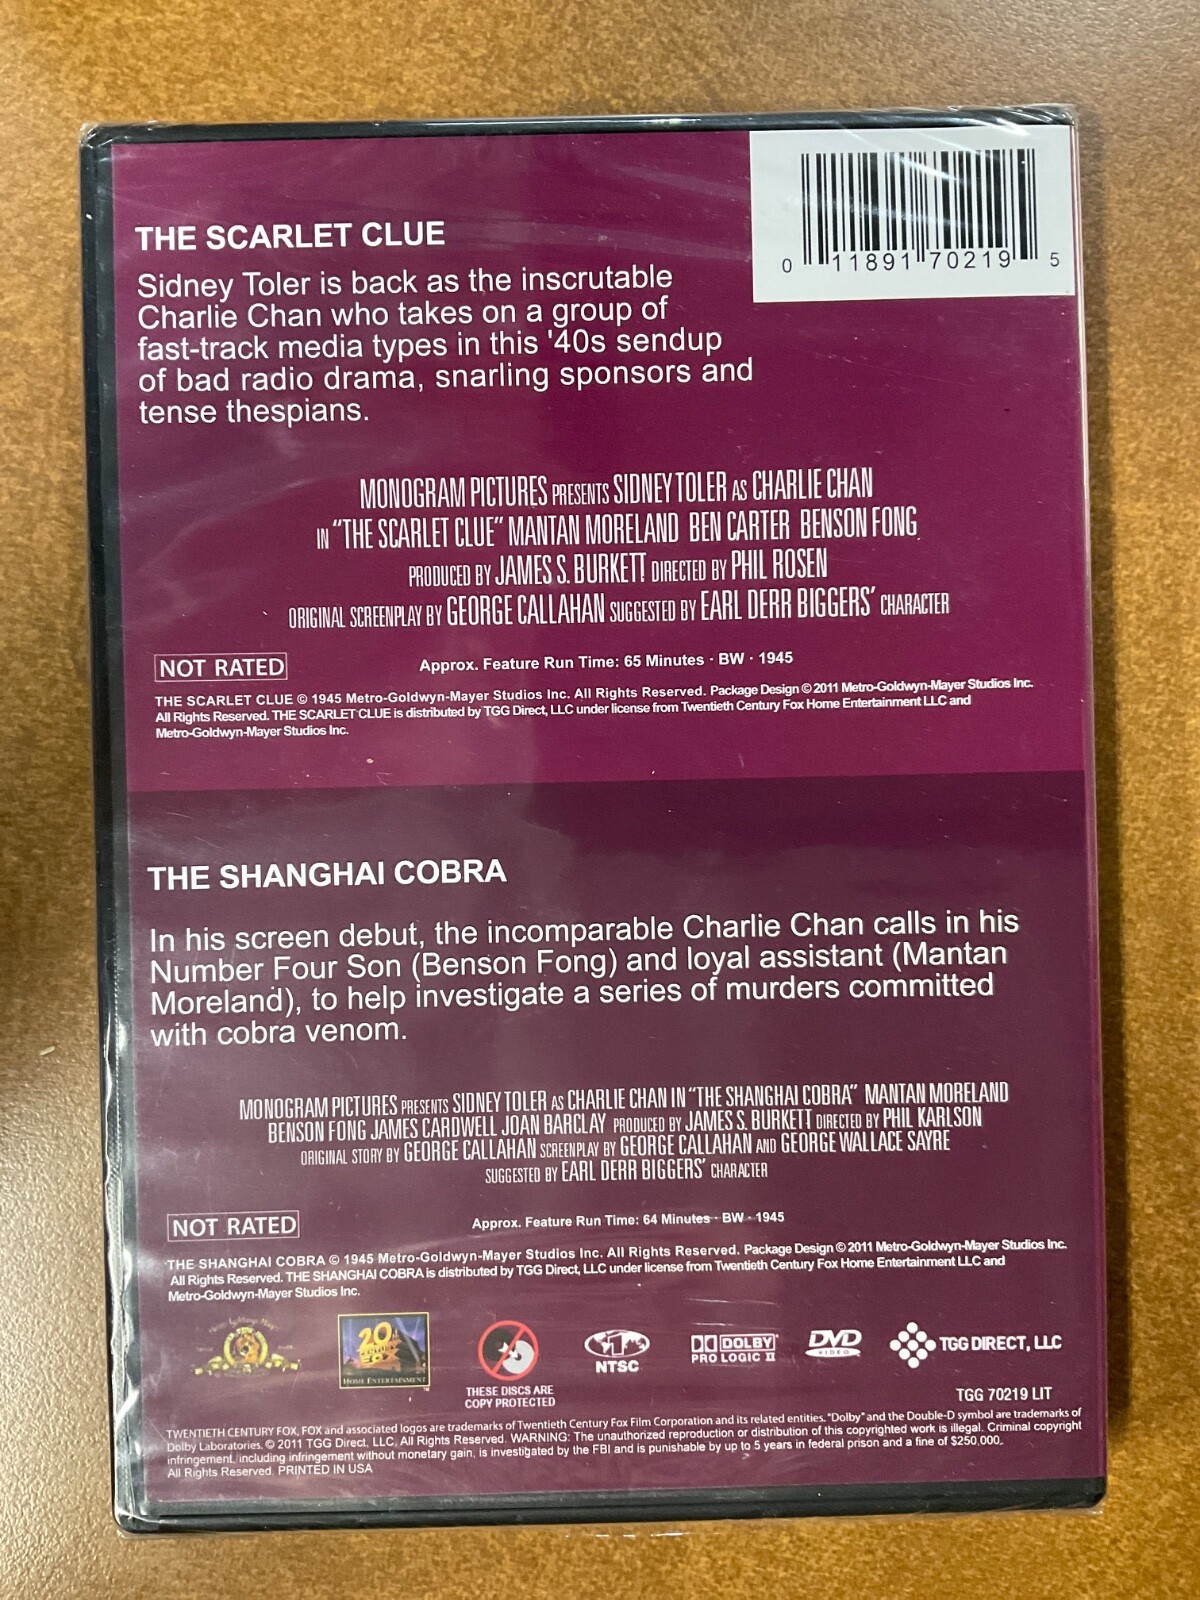 0 11891 70219 5
THE SCARLET CLUE
Sidney Toler is back as the inscrutable
Charlie Chan who takes on a group of
fast-track media types in this '40s sendup
of bad radio drama, snarling sponsors and
tense thespians.
MONOGRAM PICTURES PRESENTS SIDNEY TOLER AS CHARLIE CHAN
IN "THE SCARLET CLUE" MANTAN MORELAND BEN CARTER BENSON FONG
PRODUCED BY JAMES S. BURKETT DIRECTED BY PHIL ROSEN
ORIGINAL SCREENPLAY BY GEORGE CALLAHAN SUGGESTED BY EARL DERR BIGGERS' CHARACTER
NOT RATED
Approx. Feature Run Time: 65 Minutes · BW · 1945
THE SCARLET CLUE © 1945 Metro-Goldwyn-Mayer Studios Inc. All Rights Reserved. Package Design © 2011 Metro-Goldwyn-Mayer Studios Inc.
All Rights Reserved. THE SCARLET CLUE is distributed by TGG Direct, LLC under license from Twentieth Century Fox Home Entertainment LLC and
Metro-Goldwyn-Mayer Studios Inc.
THE SHANGHAI COBRA
In his screen debut, the incomparable Charlie Chan calls in his
Number Four Son (Benson Fong) and loyal assistant (Mantan
Moreland), to help investigate a series of murders committed
with cobra venom.
MONOGRAM PICTURES PRESENTS SIDNEY TOLER AS CHARLIE CHAN IN "THE SHANGHAI COBRA" MANTAN MORELAND
BENSON FONG JAMES CARDWELL JOAN BARCLAY PRODUCED BY JAMES S. BURKETT DIRECTED BY PHIL KARLSON
ORIGINAL STORY BY GEORGE CALLAHAN SCREENPLAY BY GEORGE CALLAHAN AND GEORGE WALLACE SAYRE
SUGGESTED BY EARL DERR BIGGERS' CHARACTER
NOT RATED
Approx. Feature Run Time: 64 Minutes · BW · 1945
THE SHANGHAI COBRA © 1945 Metro-Goldwyn-Mayer Studios Inc. All Rights Reserved. Package Design © 2011 Metro-Goldwyn-Mayer Studios Inc.
All Rights Reserved. THE SHANGHAI COBRA is distributed by TGG Direct, LLC under license from Twentieth Century Fox Home Entertainment LLC and
Metro-Goldwyn-Mayer Studios Inc.
20th CENTURY FOX
HOME ENTERTAINMENT
THESE DISCS ARE
COPY PROTECTED
NTSC
DOLBY
PRO LOGIC II
DVD
VIDEO
TGG DIRECT, LLC
TGG 70219 LIT
TWENTIETH CENTURY FOX, FOX and associated logos are trademarks of Twentieth Century Fox Film Corporation and its related entities. "Dolby" and the Double-D symbol are trademarks of
Dolby Laboratories. © 2011 TGG Direct, LLC, All Rights Reserved. WARNING: The unauthorized reproduction or distribution of this copyrighted work is illegal. Criminal copyright
infringement, including infringement without monetary gain, is investigated by the FBI and is punishable by up to 5 years in federal prison and a fine of $250,000.
All Rights Reserved. PRINTED IN USA